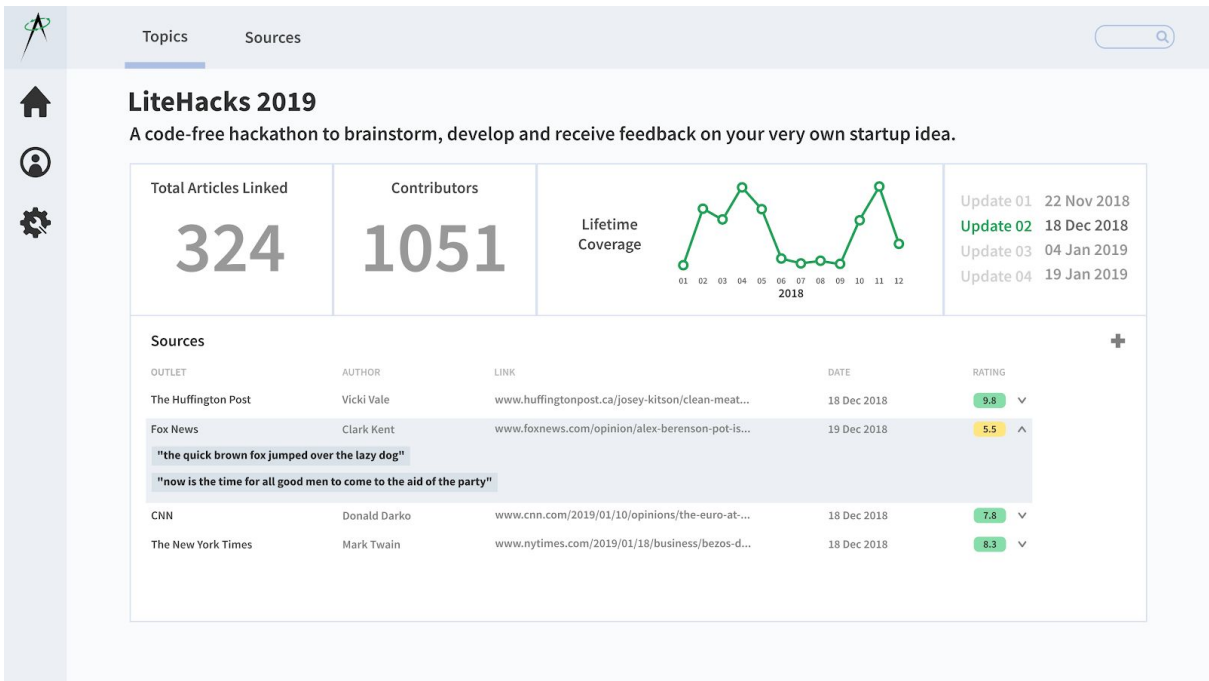 Topics Sources
LiteHacks 2019
A code-free hackathon to brainstorm, develop and receive feedback on your very own startup idea.
Total Articles Linked
324
Contributors
1051
Lifetime
Coverage
01 02 03 04 05 06 07 08 09 10 11 12
2018
Update 01 22 Nov 2018
Update 02 18 Dec 2018
Update 03 04 Jan 2019
Update 04 19 Jan 2019
Sources
OUTLET AUTHOR LINK DATE RATING
The Huffington Post Vicki Vale www.huffingtonpost.ca/josey-kitson/clean-meat... 18 Dec 2018 9.8
Fox News Clark Kent www.foxnews.com/opinion/alex-berenson-pot-is... 19 Dec 2018 5.5
"the quick brown fox jumped over the lazy dog"
"now is the time for all good men to come to the aid of the party"
CNN Donald Darko www.cnn.com/2019/01/10/opinions/the-euro-at-... 18 Dec 2018 7.8
The New York Times Mark Twain www.nytimes.com/2019/01/18/business/bezos-d... 18 Dec 2018 8.3